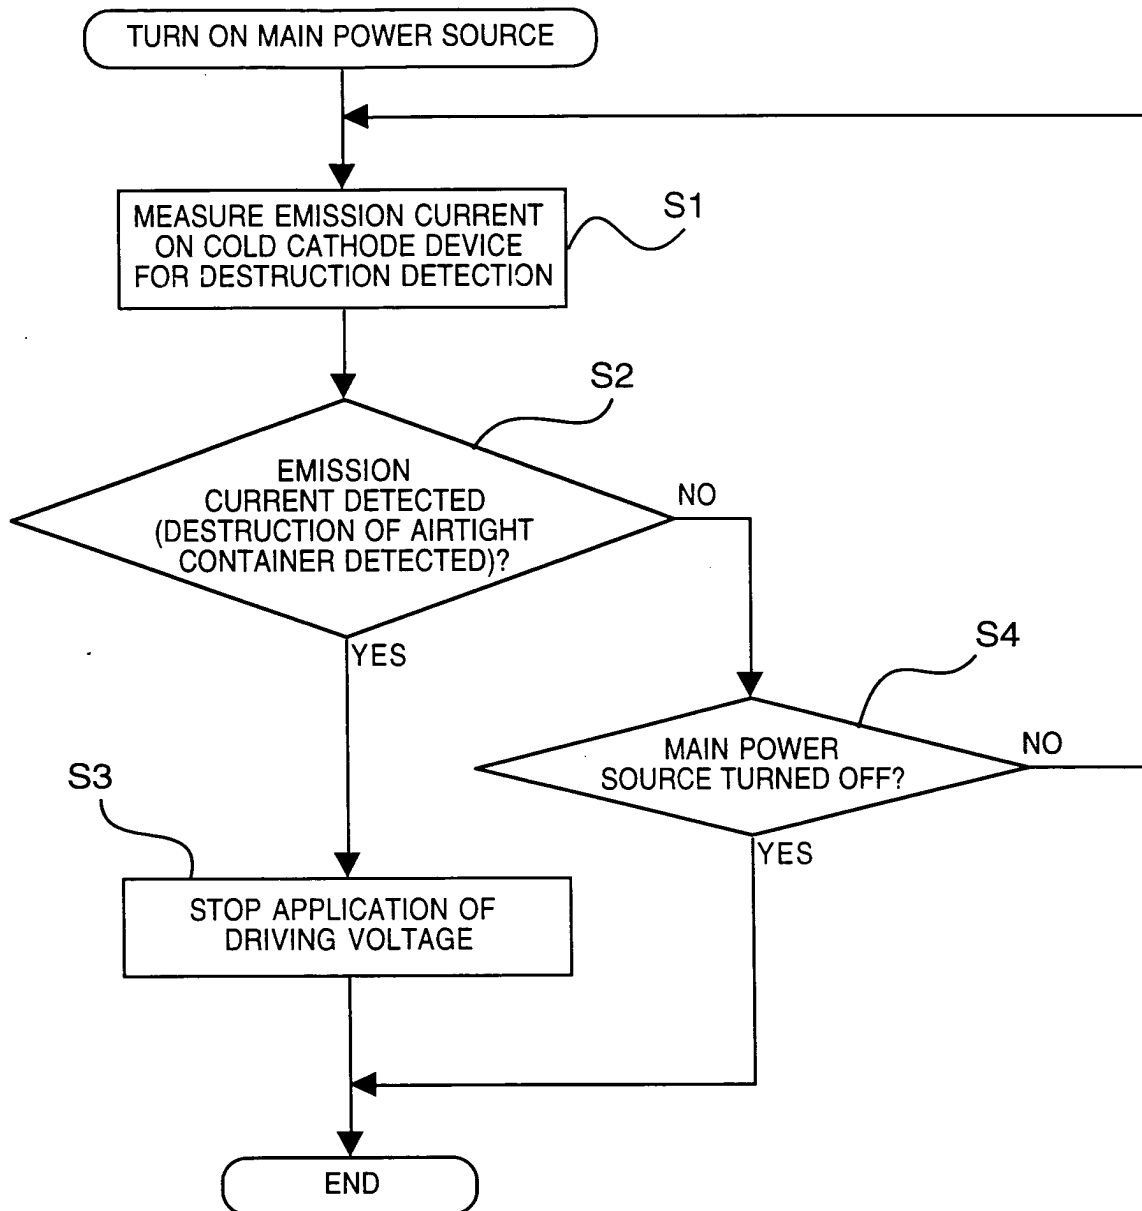 TURN ON MAIN POWER SOURCE
MEASURE EMISSION CURRENT
ON COLD CATHODE DEVICE
FOR DESTRUCTION DETECTION
S1
S2
EMISSION
CURRENT DETECTED
(DESTRUCTION OF AIRTIGHT
CONTAINER DETECTED)?
NO
YES
S4
MAIN POWER
SOURCE TURNED OFF?
NO
YES
S3
STOP APPLICATION OF
DRIVING VOLTAGE
END